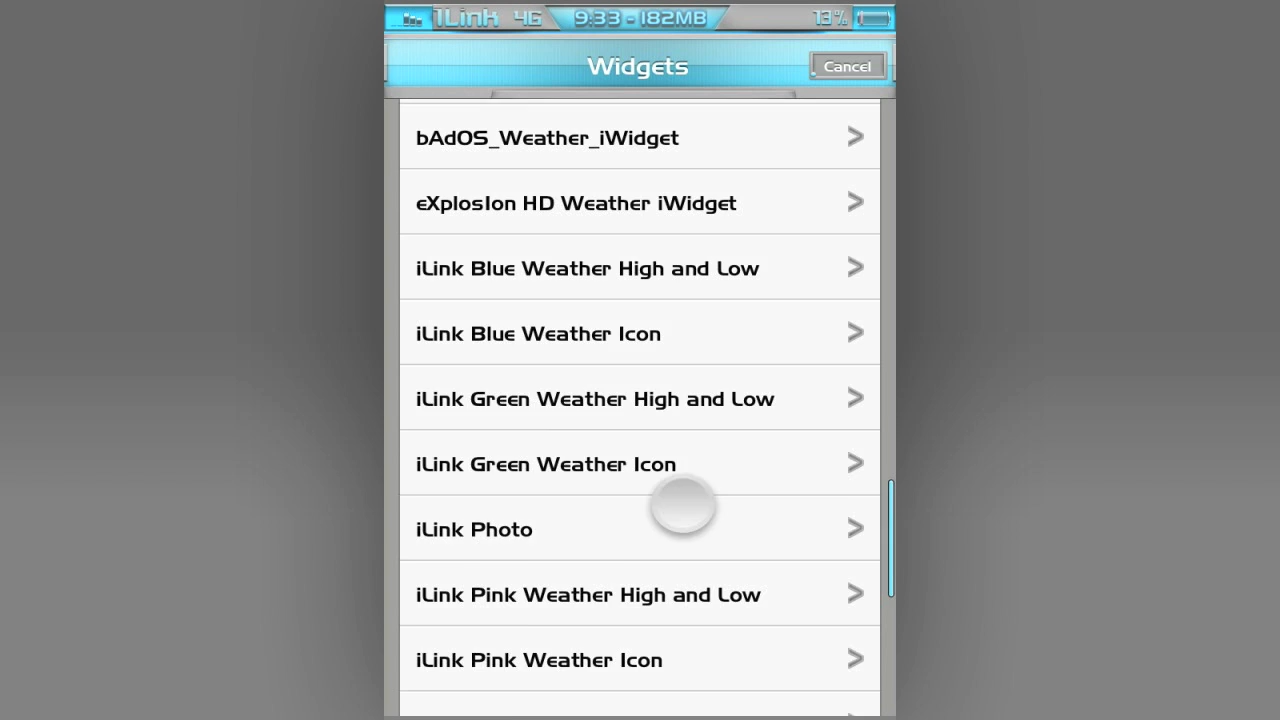 iLink 4G 9:33 - 182MB 13%
Widgets
Cancel
bAdOS_Weather_iWidget
eXplosIon HD Weather iWidget
iLink Blue Weather High and Low
iLink Blue Weather Icon
iLink Green Weather High and Low
iLink Green Weather Icon
iLink Photo
iLink Pink Weather High and Low
iLink Pink Weather Icon